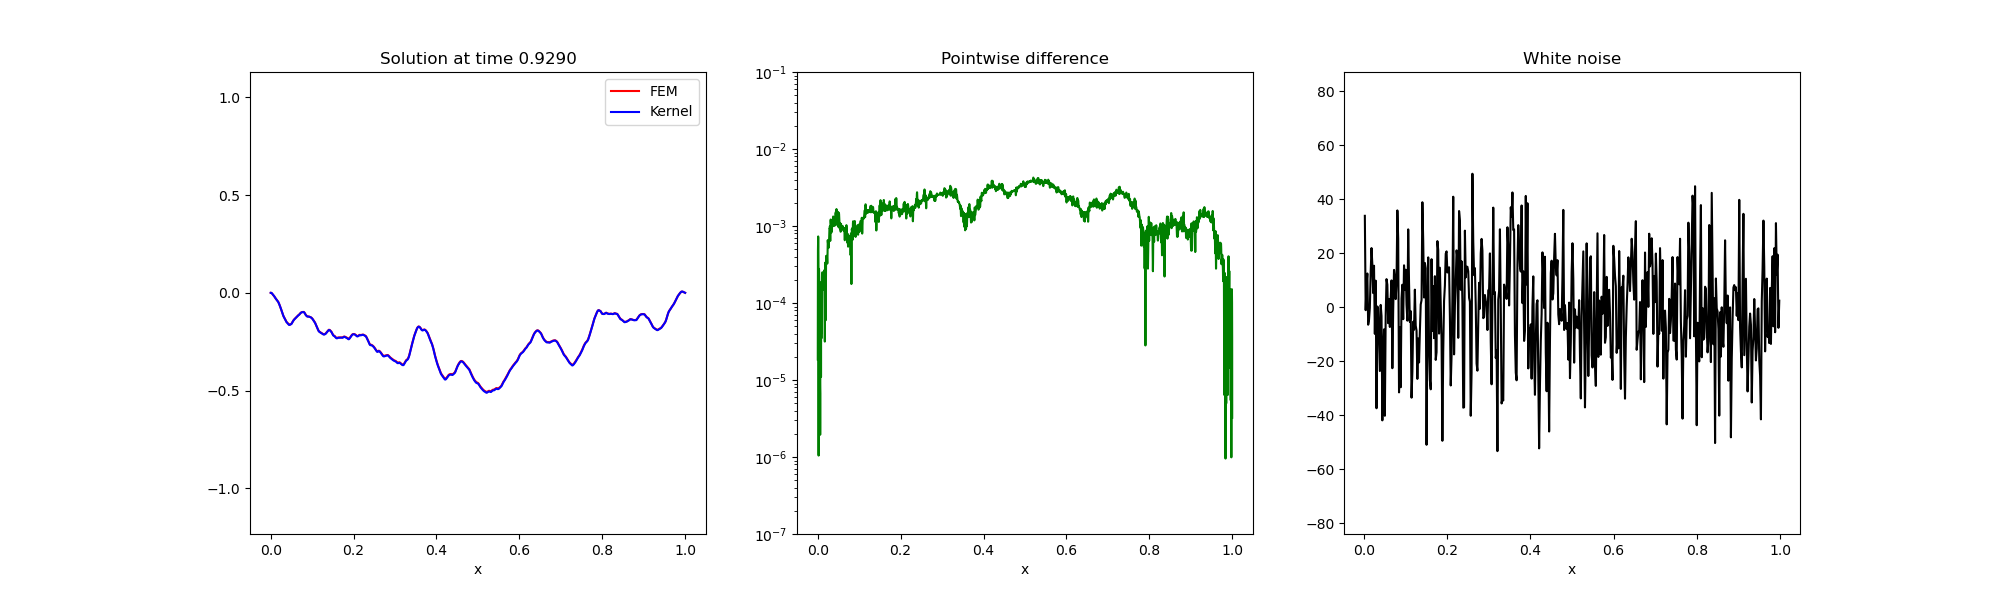 Solution at time 0.9290
1.0
0.5
0.0
−0.5
−1.0
FEM
Kernel
0.0 0.2 0.4 0.6 0.8 1.0
x
Pointwise difference
10⁻¹
10⁻²
10⁻³
10⁻⁴
10⁻⁵
10⁻⁶
10⁻⁷
0.0 0.2 0.4 0.6 0.8 1.0
x
White noise
80
60
40
20
0
−20
−40
−60
−80
0.0 0.2 0.4 0.6 0.8 1.0
x